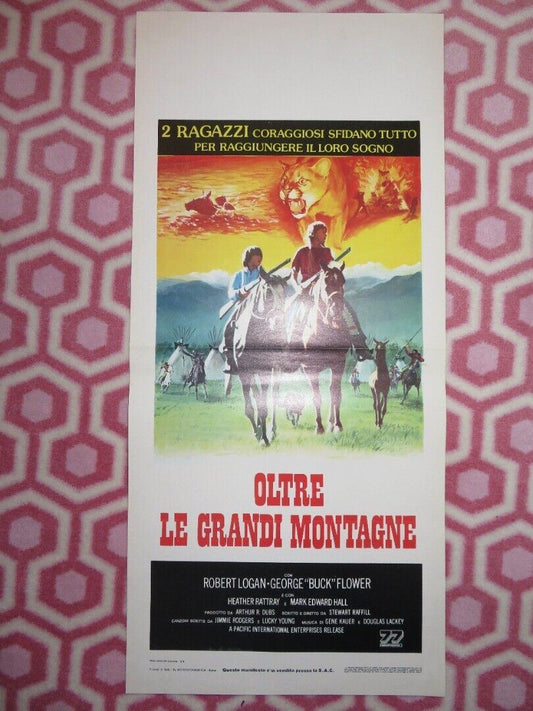 2 RAGAZZI CORAGGIOSI SFIDANO TUTTO
PER RAGGIUNGERE IL LORO SOGNO
OLTRE
LE GRANDI MONTAGNE
CON
ROBERT LOGAN · GEORGE "BUCK" FLOWER
E CON
HEATHER RATTRAY E MARK EDWARD HALL
PRODOTTO DA ARTHUR R. DUBS SCRITTO E DIRETTO DA STEWART RAFFILL
CANZONI SCRITTE DA JIMMIE RODGERS E LUCKY YOUNG MUSICA DI GENE KAUER E DOUGLAS LACKEY
A PACIFIC INTERNATIONAL ENTERPRISES RELEASE
Questo manifesto è in vendita presso la S.A.C.